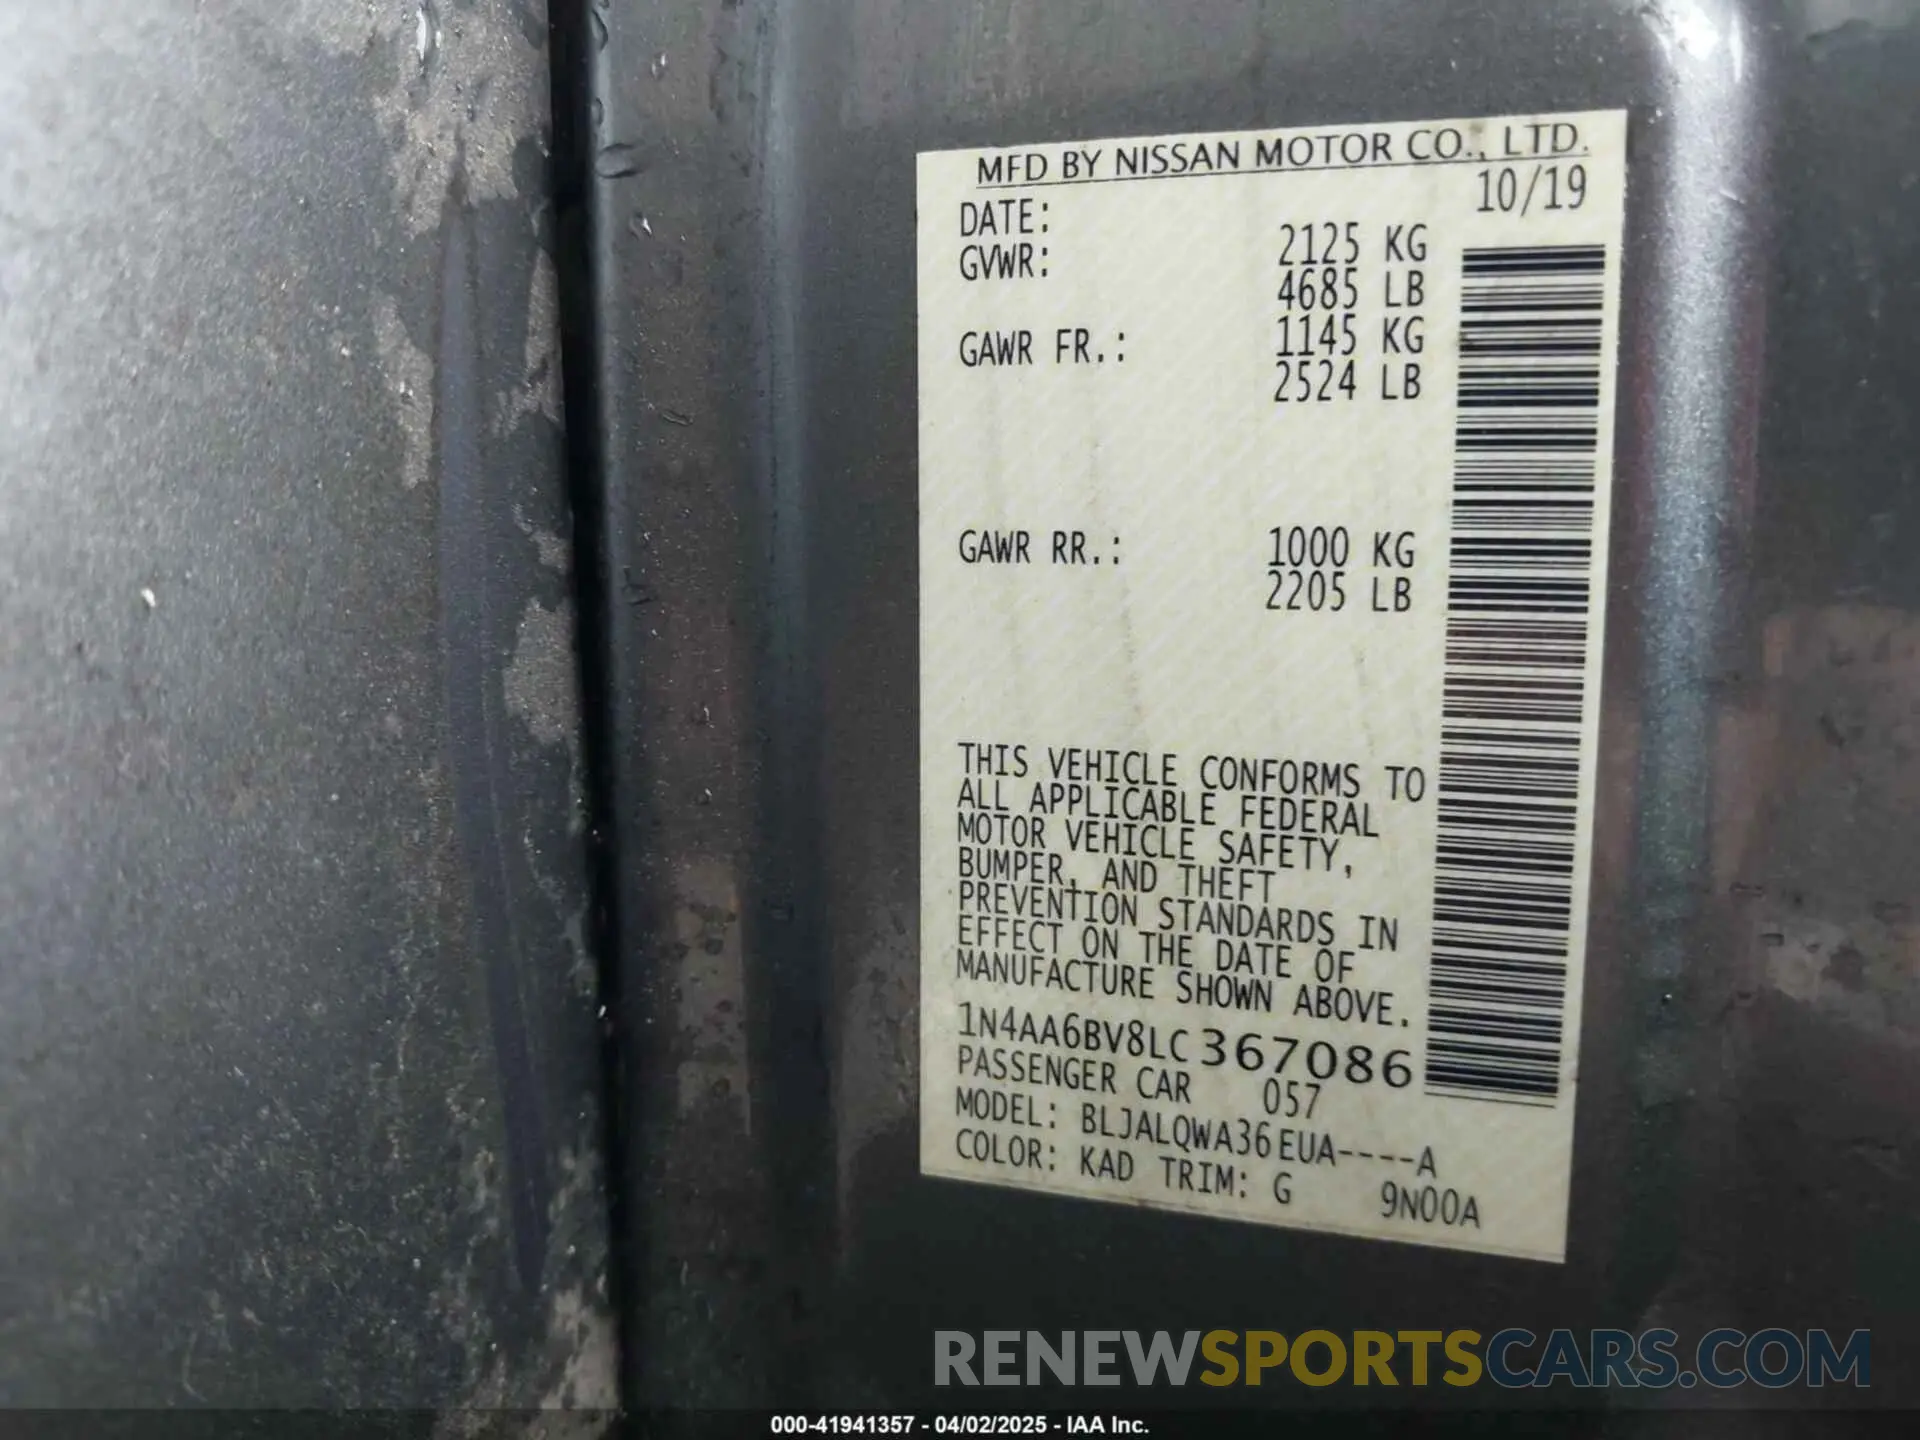 MFD BY NISSAN MOTOR CO., LTD.
DATE: 10/19
GVWR: 2125 KG
4685 LB
GAWR FR.: 1145 KG
2524 LB
GAWR RR.: 1000 KG
2205 LB
THIS VEHICLE CONFORMS TO
ALL APPLICABLE FEDERAL
MOTOR VEHICLE SAFETY,
BUMPER, AND THEFT
PREVENTION STANDARDS IN
EFFECT ON THE DATE OF
MANUFACTURE SHOWN ABOVE.
1N4AA6BV8LC367086
PASSENGER CAR 057
MODEL: BLJALQWA36EUA----A
COLOR: KAD TRIM: G 9N00A
RENEWSPORTSCARS.COM
000-41941357 - 04/02/2025 - IAA Inc.